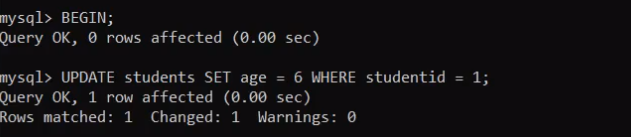 mysql> BEGIN;
Query OK, 0 rows affected (0.00 sec)
mysql> UPDATE students SET age = 6 WHERE studentid = 1;
Query OK, 1 row affected (0.00 sec)
Rows matched: 1  Changed: 1  Warnings: 0